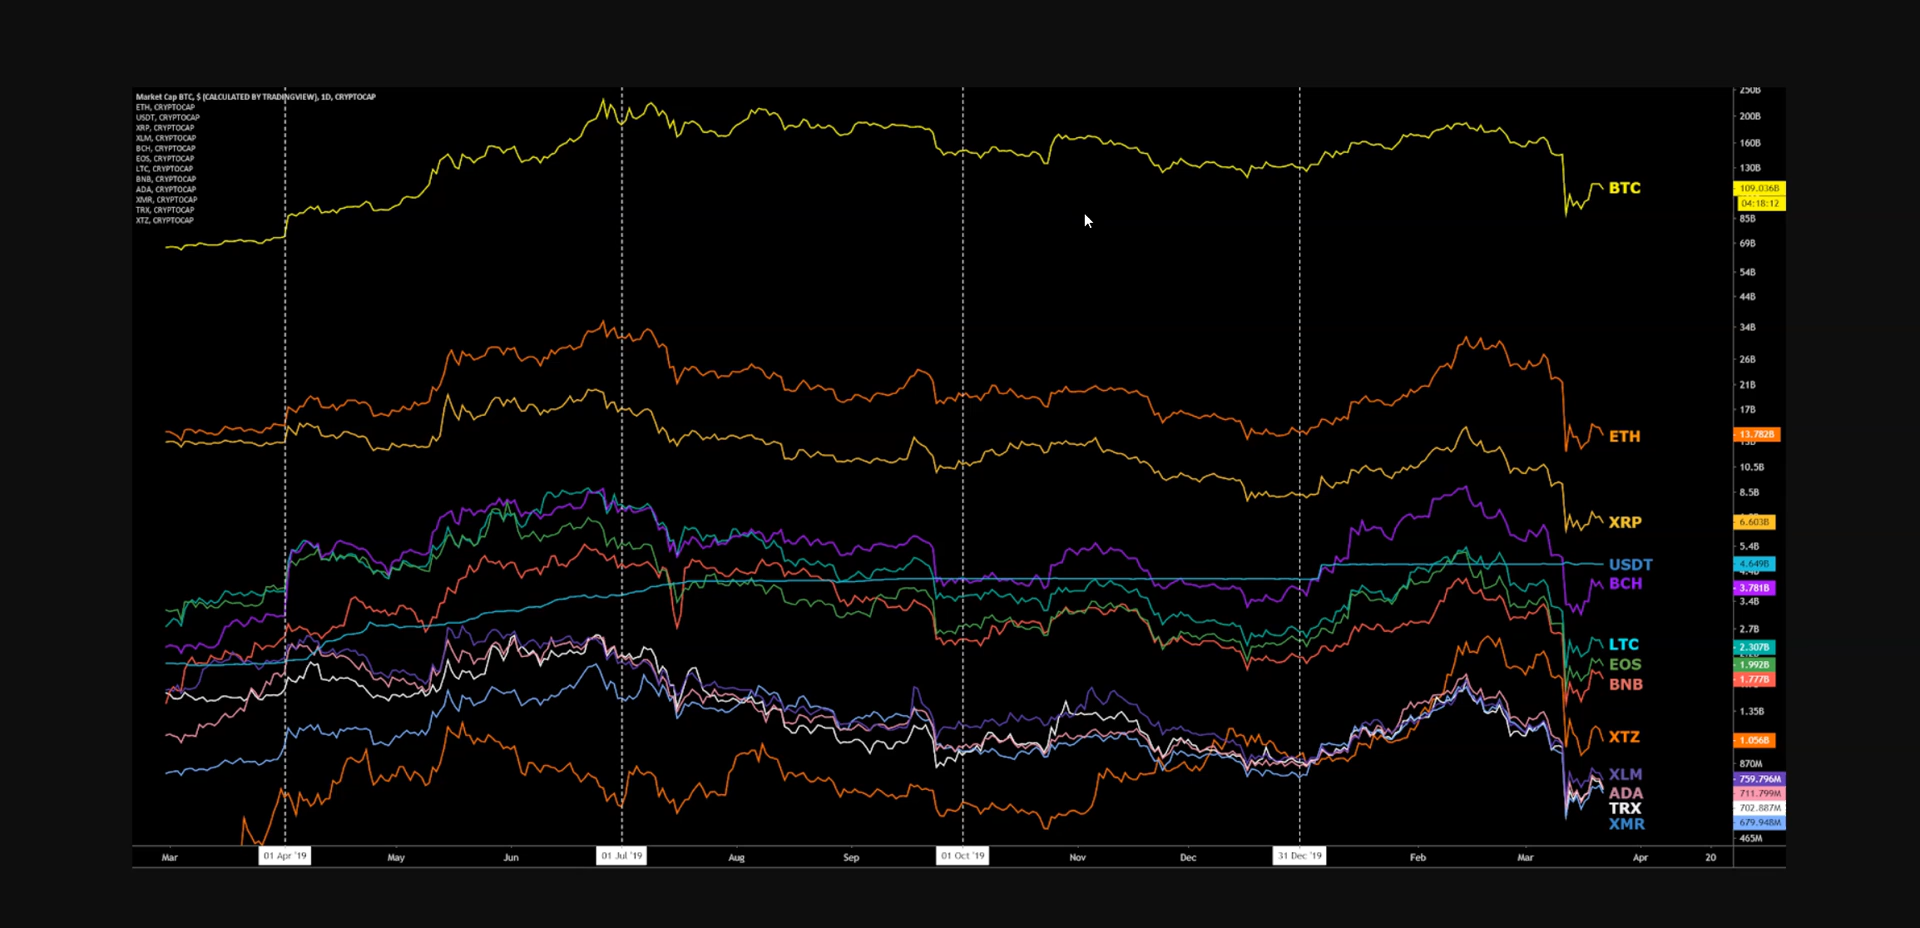 Market Cap BTC, $ (CALCULATED BY TRADINGVIEW), 1D, CRYPTOCAP
ETH, CRYPTOCAP
USDT, CRYPTOCAP
XRP, CRYPTOCAP
XLM, CRYPTOCAP
BCH, CRYPTOCAP
EOS, CRYPTOCAP
LTC, CRYPTOCAP
BNB, CRYPTOCAP
ADA, CRYPTOCAP
XMR, CRYPTOCAP
TRX, CRYPTOCAP
XTZ, CRYPTOCAP
250B
200B
160B
130B
BTC 109.036B
04:18:12
85B
69B
54B
44B
34B
26B
21B
17B
ETH 13.782B
10.5B
8.5B
XRP 6.603B
5.4B
USDT 4.649B
BCH 3.781B
3.4B
2.7B
LTC 2.307B
EOS 1.992B
BNB 1.777B
1.35B
XTZ 1.056B
870M
XLM 759.796M
ADA 711.799M
TRX 702.887M
XMR 679.948M
465M
Mar 01 Apr '19 May Jun 01 Jul '19 Aug Sep 01 Oct '19 Nov Dec 31 Dec '19 Feb Mar Apr 20